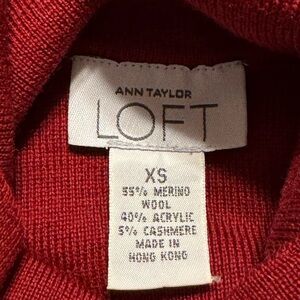 ANN TAYLOR
LOFT
XS
55% MERINO
WOOL
40% ACRYLIC
5% CASHMERE
MADE IN
HONG KONG